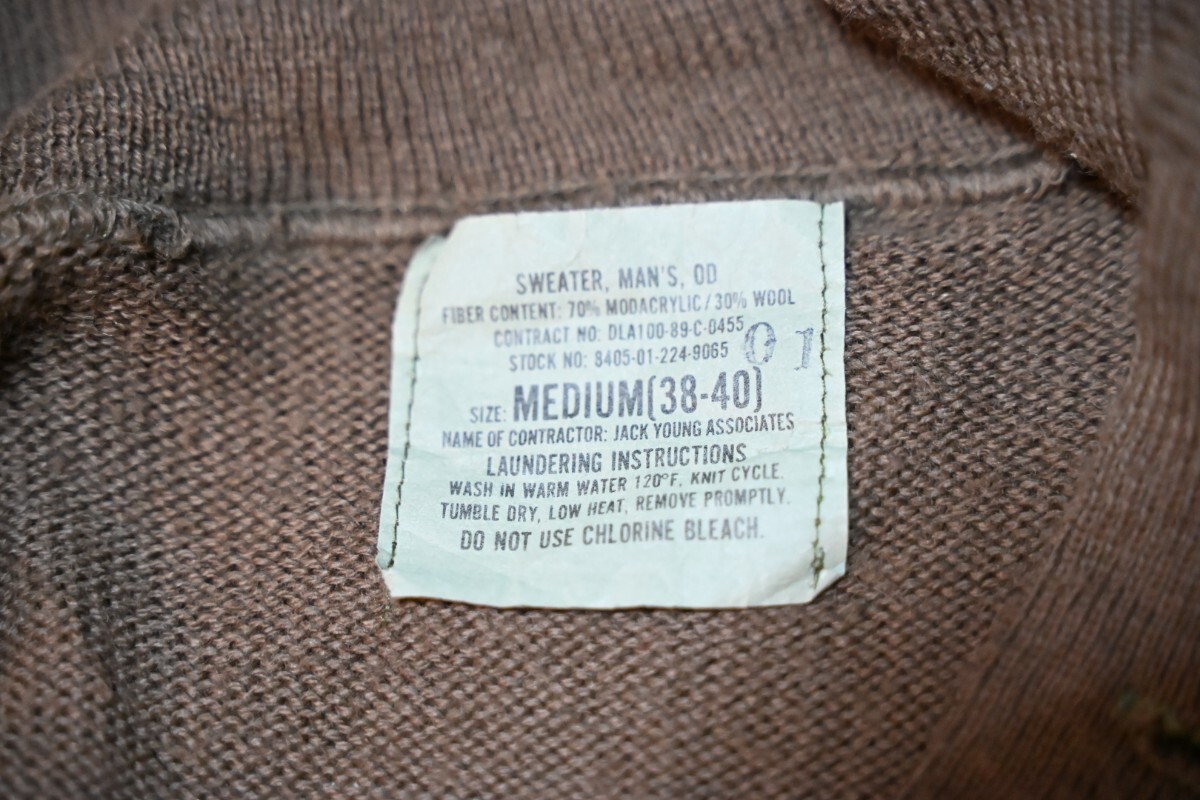 SWEATER, MAN'S, OD
FIBER CONTENT: 70% MODACRYLIC/30% WOOL
CONTRACT NO: DLA100-89-C-0455
STOCK NO: 8405-01-224-9065 01
SIZE: MEDIUM(38-40)
NAME OF CONTRACTOR: JACK YOUNG ASSOCIATES
LAUNDERING INSTRUCTIONS
WASH IN WARM WATER 120°F, KNIT CYCLE.
TUMBLE DRY, LOW HEAT, REMOVE PROMPTLY.
DO NOT USE CHLORINE BLEACH.